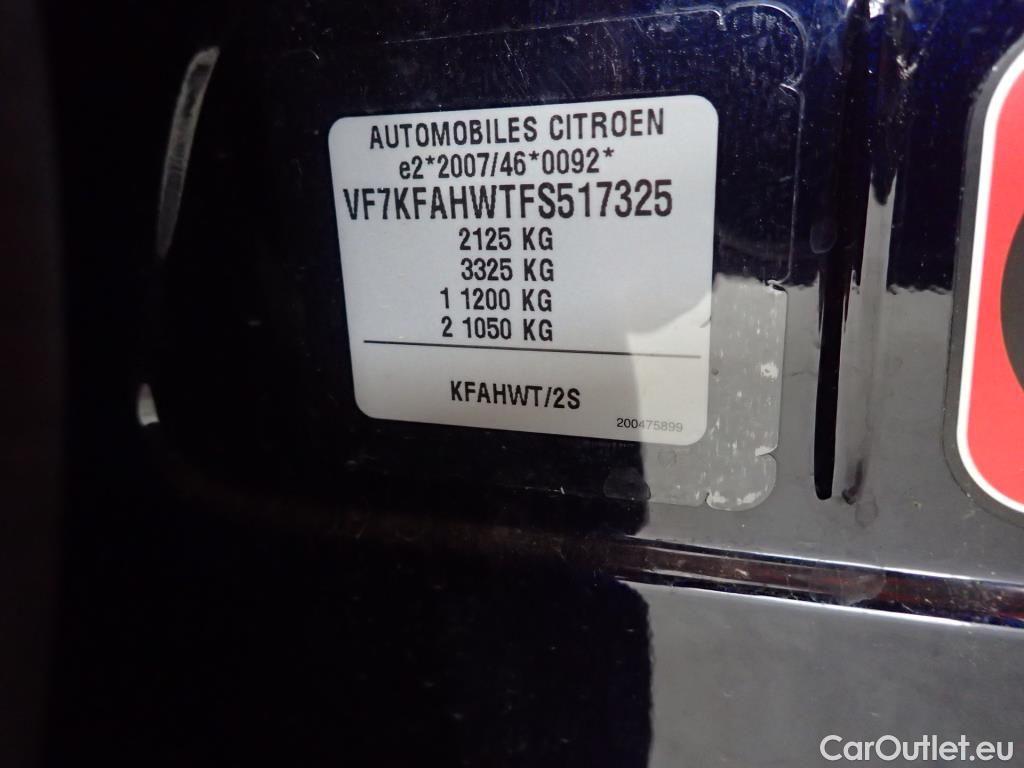 AUTOMOBILES CITROEN
e2*2007/46*0092*
VF7KFAHWTFS517325
2125 KG
3325 KG
1 1200 KG
2 1050 KG
KFAHWT/2S
200475899
CarOutlet.eu